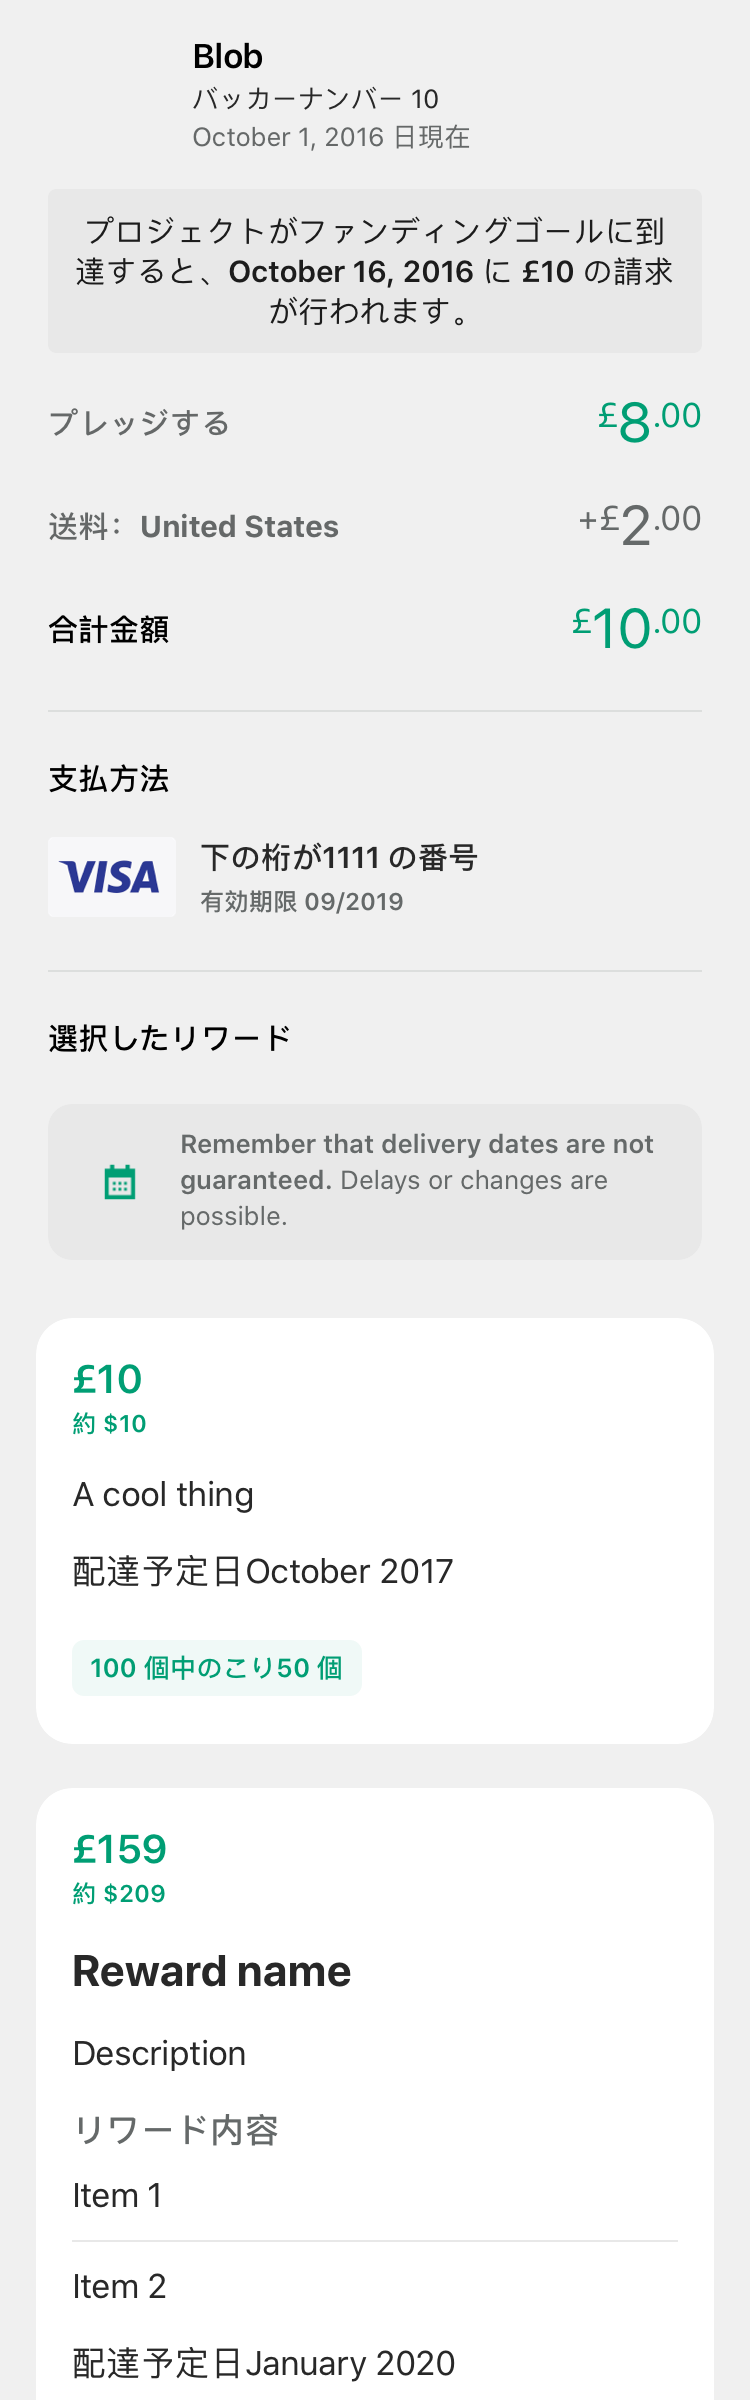 Blob
バッカーナンバー 10
October 1, 2016 日現在
プロジェクトがファンディングゴールに到
達すると、October 16, 2016 に £10 の請求
が行われます。
プレッジする £8.00
送料： United States +£2.00
合計金額 £10.00
支払方法
VISA
下の桁が1111 の番号
有効期限 09/2019
選択したリワード
Remember that delivery dates are not
guaranteed. Delays or changes are
possible.
£10
約 $10
A cool thing
配達予定日October 2017
100 個中のこり50 個
£159
約 $209
Reward name
Description
リワード内容
Item 1
Item 2
配達予定日January 2020